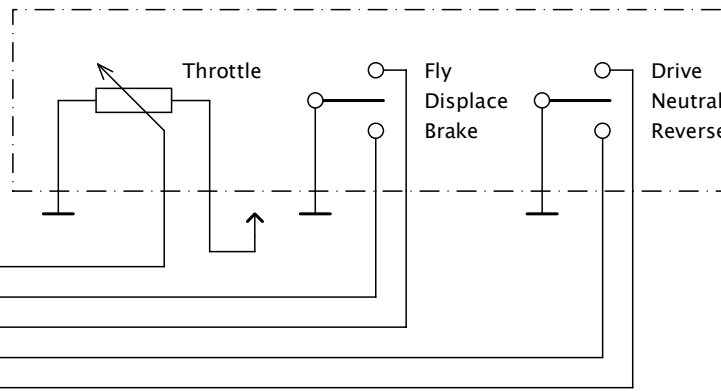 Throttle
Fly
Displace
Brake
Drive
Neutral
Reverse